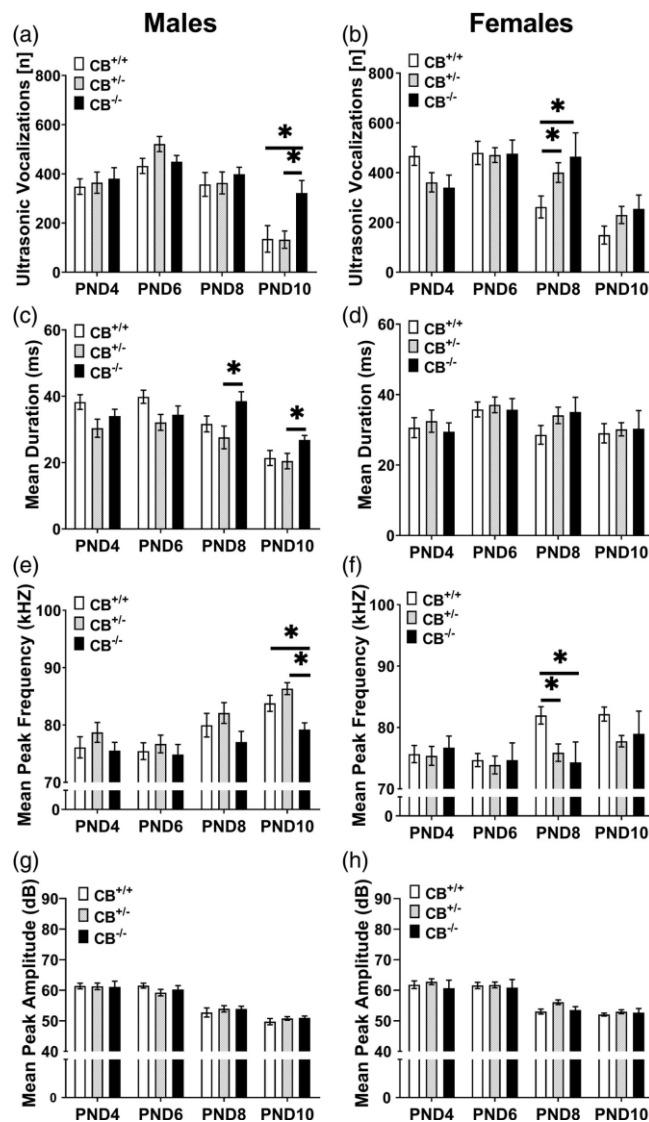 Males
Females
(a)
Ultrasonic Vocalizations [n]
800
600
400
200
0
CB+/+
CB+/-
CB-/-
*
*
PND4 PND6 PND8 PND10
(b)
Ultrasonic Vocalizations [n]
800
600
400
200
0
CB+/+
CB+/-
CB-/-
*
*
PND4 PND6 PND8 PND10
(c)
Mean Duration (ms)
60
40
20
0
CB+/+
CB+/-
CB-/-
*
*
PND4 PND6 PND8 PND10
(d)
Mean Duration (ms)
60
40
20
0
CB+/+
CB+/-
CB-/-
PND4 PND6 PND8 PND10
(e)
Mean Peak Frequency (kHZ)
100
90
80
70
0
CB+/+
CB+/-
CB-/-
*
*
PND4 PND6 PND8 PND10
(f)
Mean Peak Frequency (kHZ)
100
90
80
70
0
CB+/+
CB+/-
CB-/-
*
*
PND4 PND6 PND8 PND10
(g)
Mean Peak Amplitude (dB)
90
80
70
60
50
40
0
CB+/+
CB+/-
CB-/-
PND4 PND6 PND8 PND10
(h)
Mean Peak Amplitude (dB)
90
80
70
60
50
40
0
CB+/+
CB+/-
CB-/-
PND4 PND6 PND8 PND10